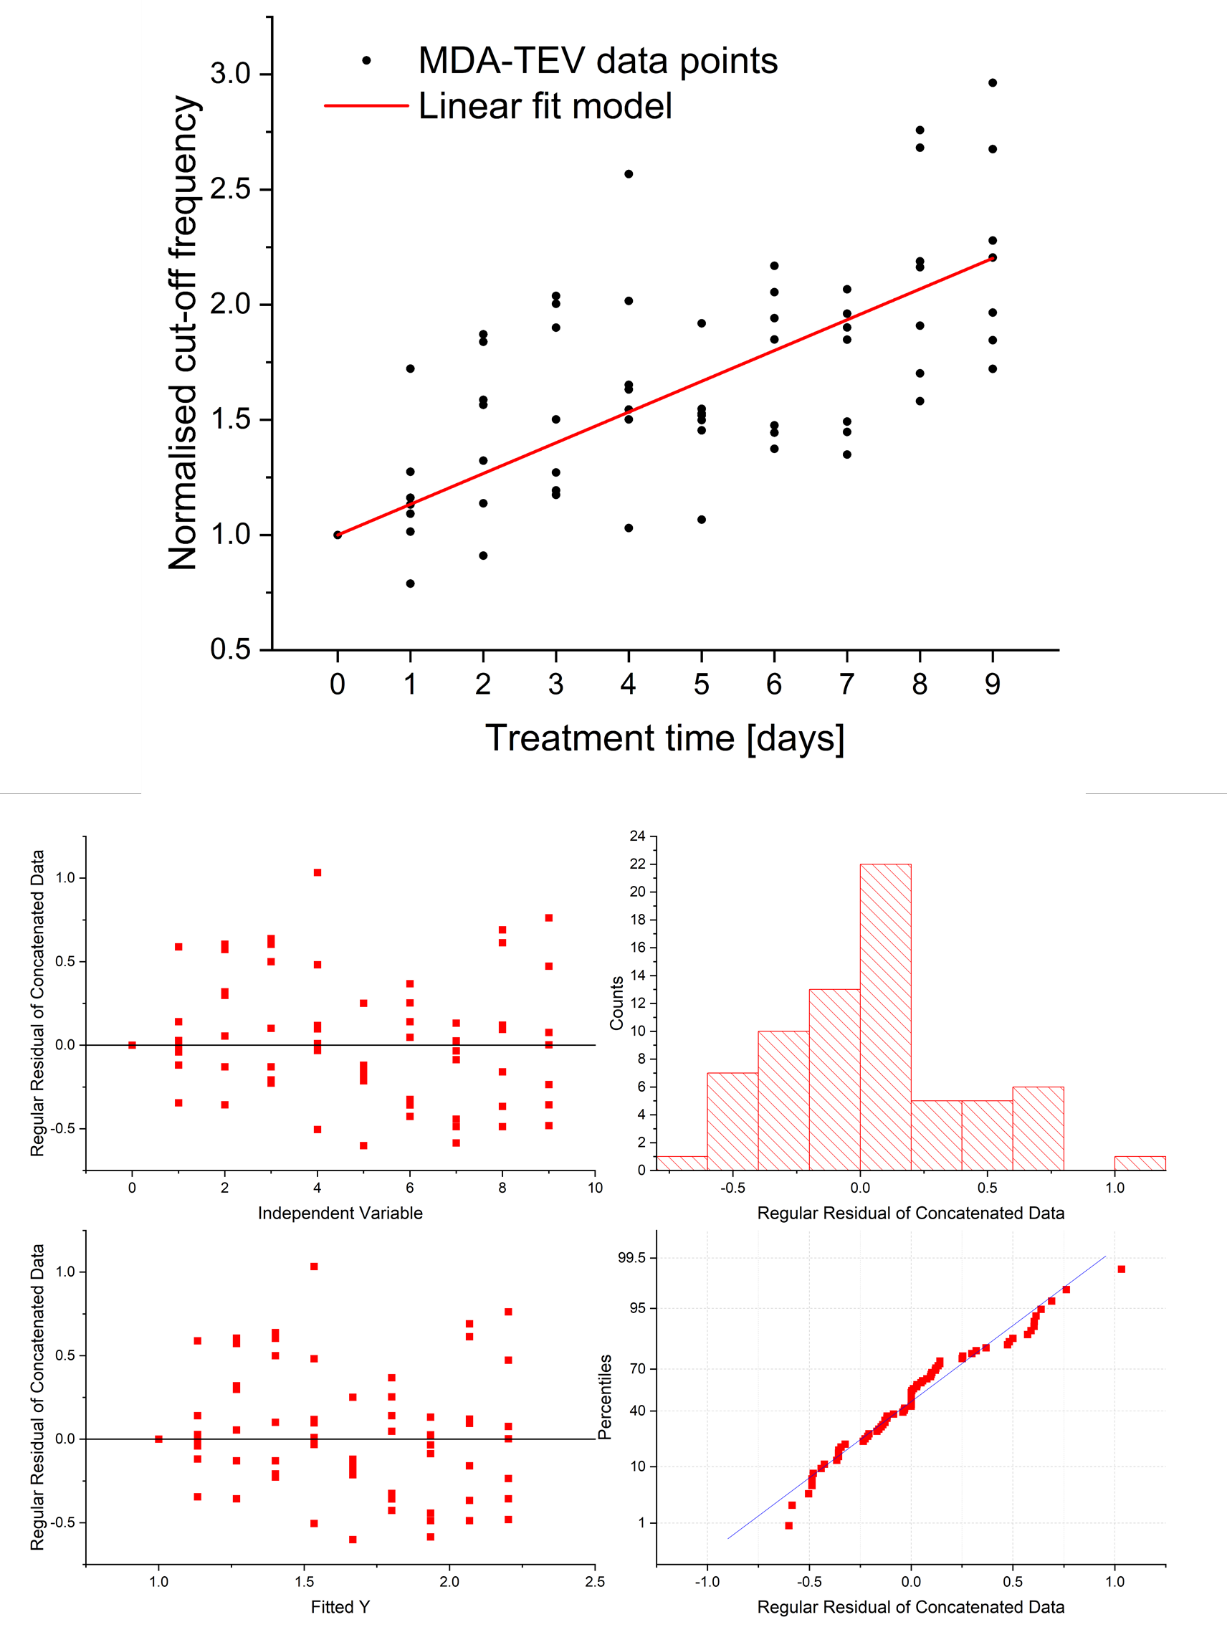 MDA-TEV data points
Linear fit model
Normalised cut-off frequency
3.0
2.5
2.0
1.5
1.0
0.5
0 1 2 3 4 5 6 7 8 9
Treatment time [days]
Regular Residual of Concatenated Data
1.0
0.5
0.0
-0.5
0 2 4 6 8 10
Independent Variable
Counts
24
22
20
18
16
14
12
10
8
6
4
2
0
-0.5 0.0 0.5 1.0
Regular Residual of Concatenated Data
Regular Residual of Concatenated Data
1.0
0.5
0.0
-0.5
1.0 1.5 2.0 2.5
Fitted Y
Percentiles
99.5
95
70
40
10
1
-1.0 -0.5 0.0 0.5 1.0
Regular Residual of Concatenated Data